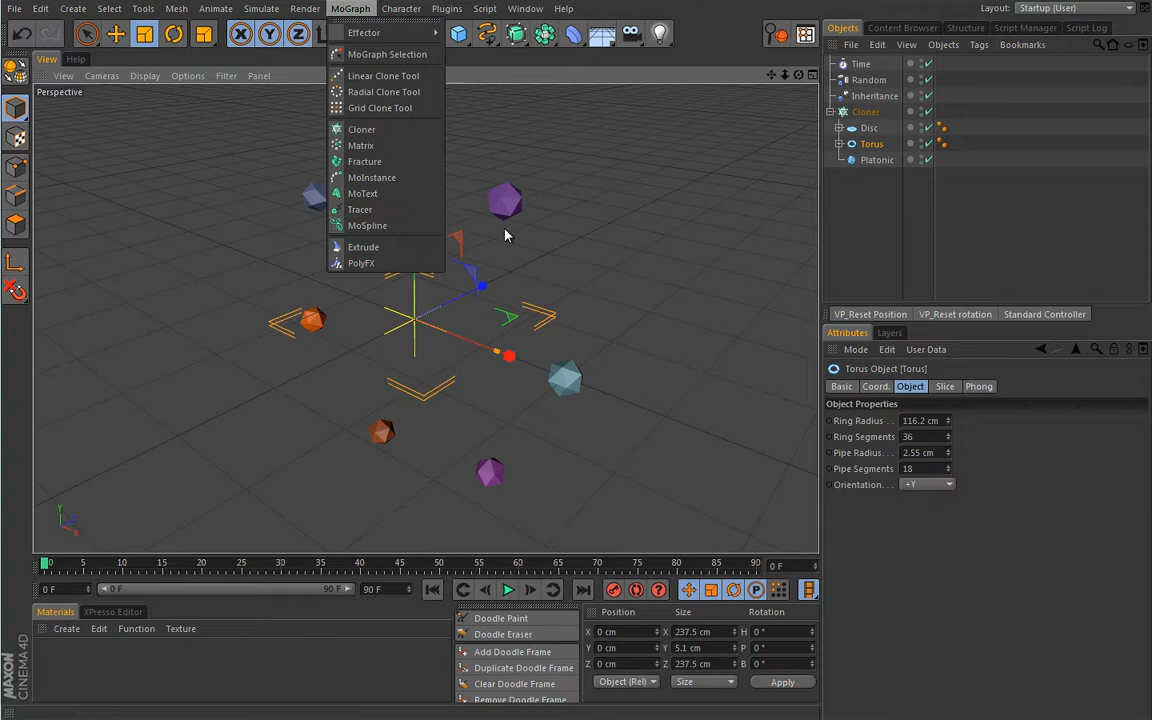 File Edit Create Select Tools Mesh Animate Simulate Render MoGraph Character Plugins Script Window Help
Layout: Startup (User)
View Help
View Cameras Display Options Filter Panel
Perspective
X Y Z
Effector
MoGraph Selection
Linear Clone Tool
Radial Clone Tool
Grid Clone Tool
Cloner
Matrix
Fracture
MoInstance
MoText
Tracer
MoSpline
Extrude
PolyFX
Objects Content Browser Structure Script Manager Script Log
File Edit View Objects Tags Bookmarks
Time
Random
Inheritance
Cloner
Disc
Torus
Platonic
VP_Reset Position VP_Reset rotation Standard Controller
Attributes Layers
Mode Edit User Data
Torus Object [Torus]
Basic Coord. Object Slice Phong
Object Properties
Ring Radius . . 116.2 cm
Ring Segments 36
Pipe Radius . . 2.55 cm
Pipe Segments 18
Orientation. . . +Y
Y Z X
0 5 10 15 20 25 30 35 40 45 50 55 60 65 70 75 80 85 90 0 F
0 F 0 F 90 F 90 F
P
Materials XPresso Editor
Create Edit Function Texture
Doodle Paint
Doodle Eraser
Add Doodle Frame
Duplicate Doodle Frame
Clear Doodle Frame
Remove Doodle Frame
Position Size Rotation
X 0 cm X 237.5 cm H 0 °
Y 0 cm Y 5.1 cm P 0 °
Z 0 cm Z 237.5 cm B 0 °
Object (Rel) Size Apply
MAXON
CINEMA 4D